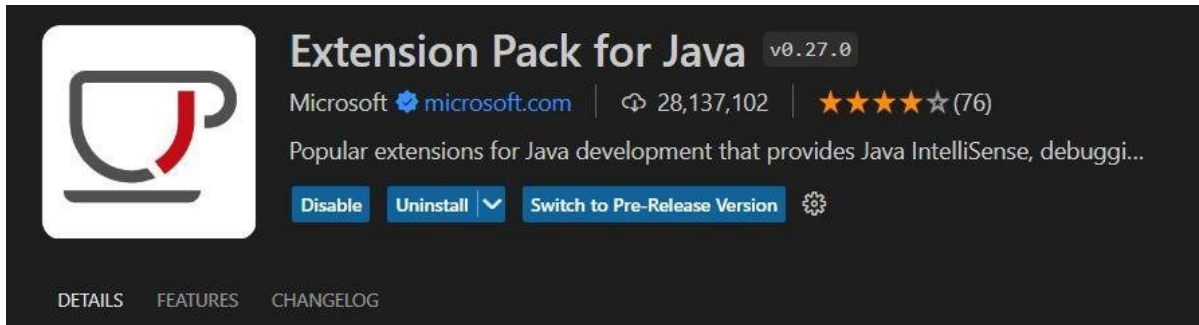 Extension Pack for Java v0.27.0
Microsoft microsoft.com 28,137,102 (76)
Popular extensions for Java development that provides Java IntelliSense, debuggi...
Disable Uninstall Switch to Pre-Release Version
DETAILS FEATURES CHANGELOG